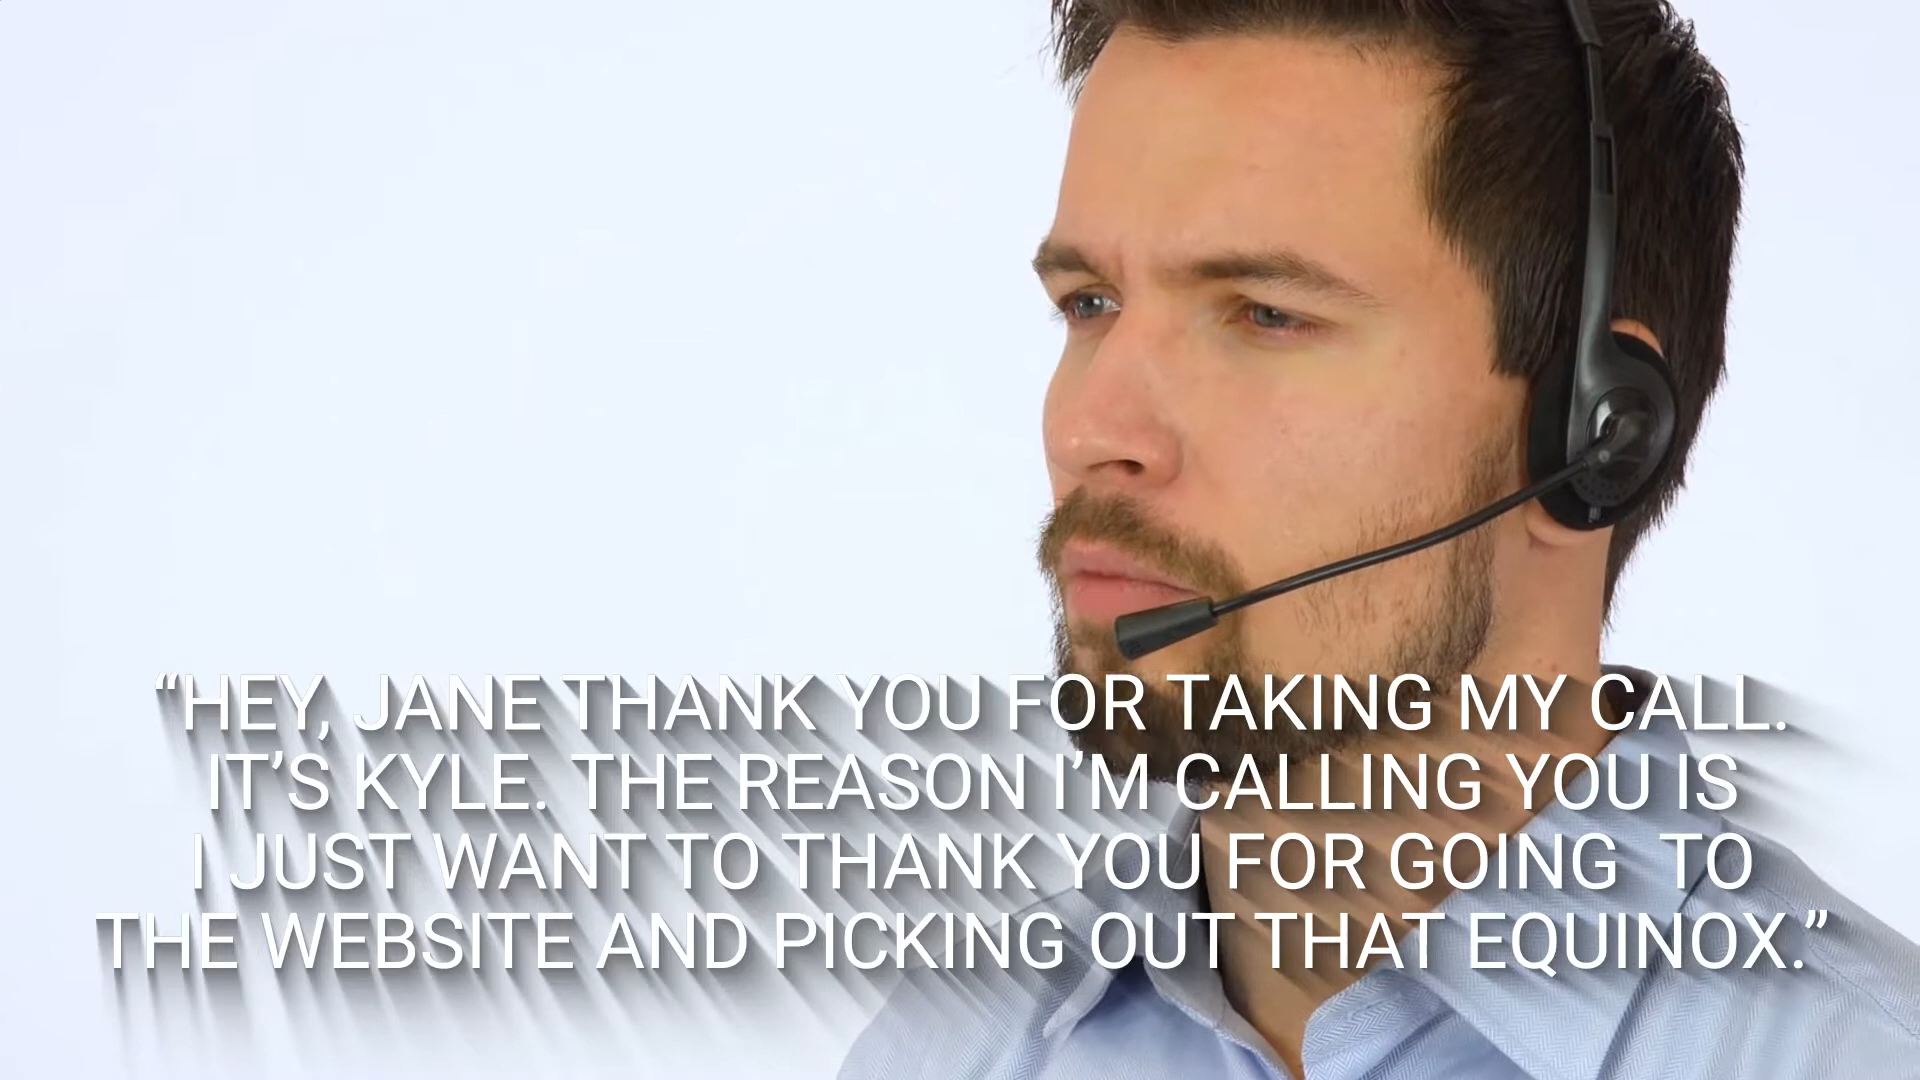 “HEY, JANE THANK YOU FOR TAKING MY CALL.
IT’S KYLE. THE REASON I’M CALLING YOU IS
I JUST WANT TO THANK YOU FOR GOING  TO
THE WEBSITE AND PICKING OUT THAT EQUINOX.”